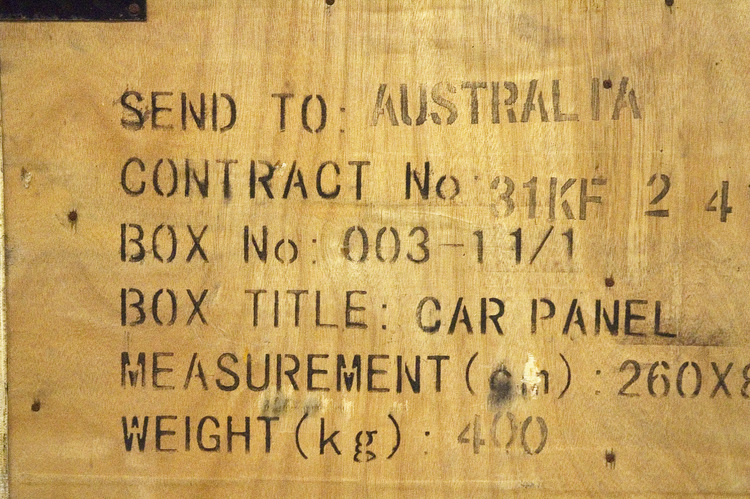 SEND TO: AUSTRALIA
CONTRACT No: 31KF 2 4
BOX No: 003-11/1
BOX TITLE: CAR PANEL
MEASUREMENT(cm): 260X8
WEIGHT(kg): 400